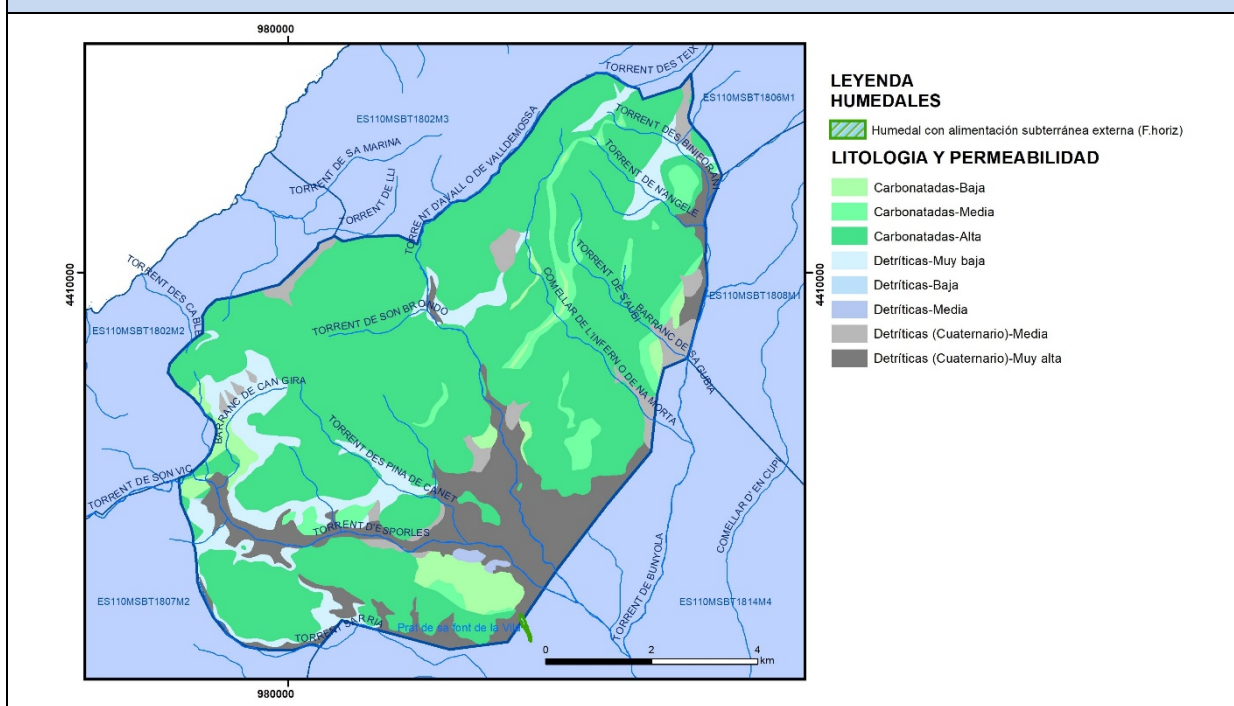 980000
LEYENDA
HUMEDALES
Humedal con alimentación subterránea externa (F.horiz)
LITOLOGIA Y PERMEABILIDAD
Carbonatadas-Baja
Carbonatadas-Media
Carbonatadas-Alta
Detríticas-Muy baja
Detríticas-Baja
Detríticas-Media
Detríticas (Cuaternario)-Media
Detríticas (Cuaternario)-Muy alta
TORRENT DES TEIX
ES110MSBT1806M1
ES110MSBT1802M3
TORRENT DES BINIFORANI
TORRENT DE SA MARINA
TORRENT D'AVALL O DE VALLDEMOSSA
TORRENT DE LLI
TORRENT DE N'ANGELE
4410000
4410000
TORRENT DES CABLE
TORRENT DE S'AUBI
COMELLAR DE L'INFERN O DE NA MORTA
BARRANC DE SA GUBIA
ES110MSBT1808M1
ES110MSBT1802M2
TORRENT DE SON BRONDO
BARRANC DE CAN GIRA
TORRENT DES PINA DE CANET
TORRENT DE SON VIC
COMELLAR D'EN CUPI
TORRENT D'ESPORLES
TORRENT DE BUNYOLA
ES110MSBT1807M2
ES110MSBT1814M4
TORRENT SARRIA
Prat de sa font de la Vila
0 2 4
km
980000